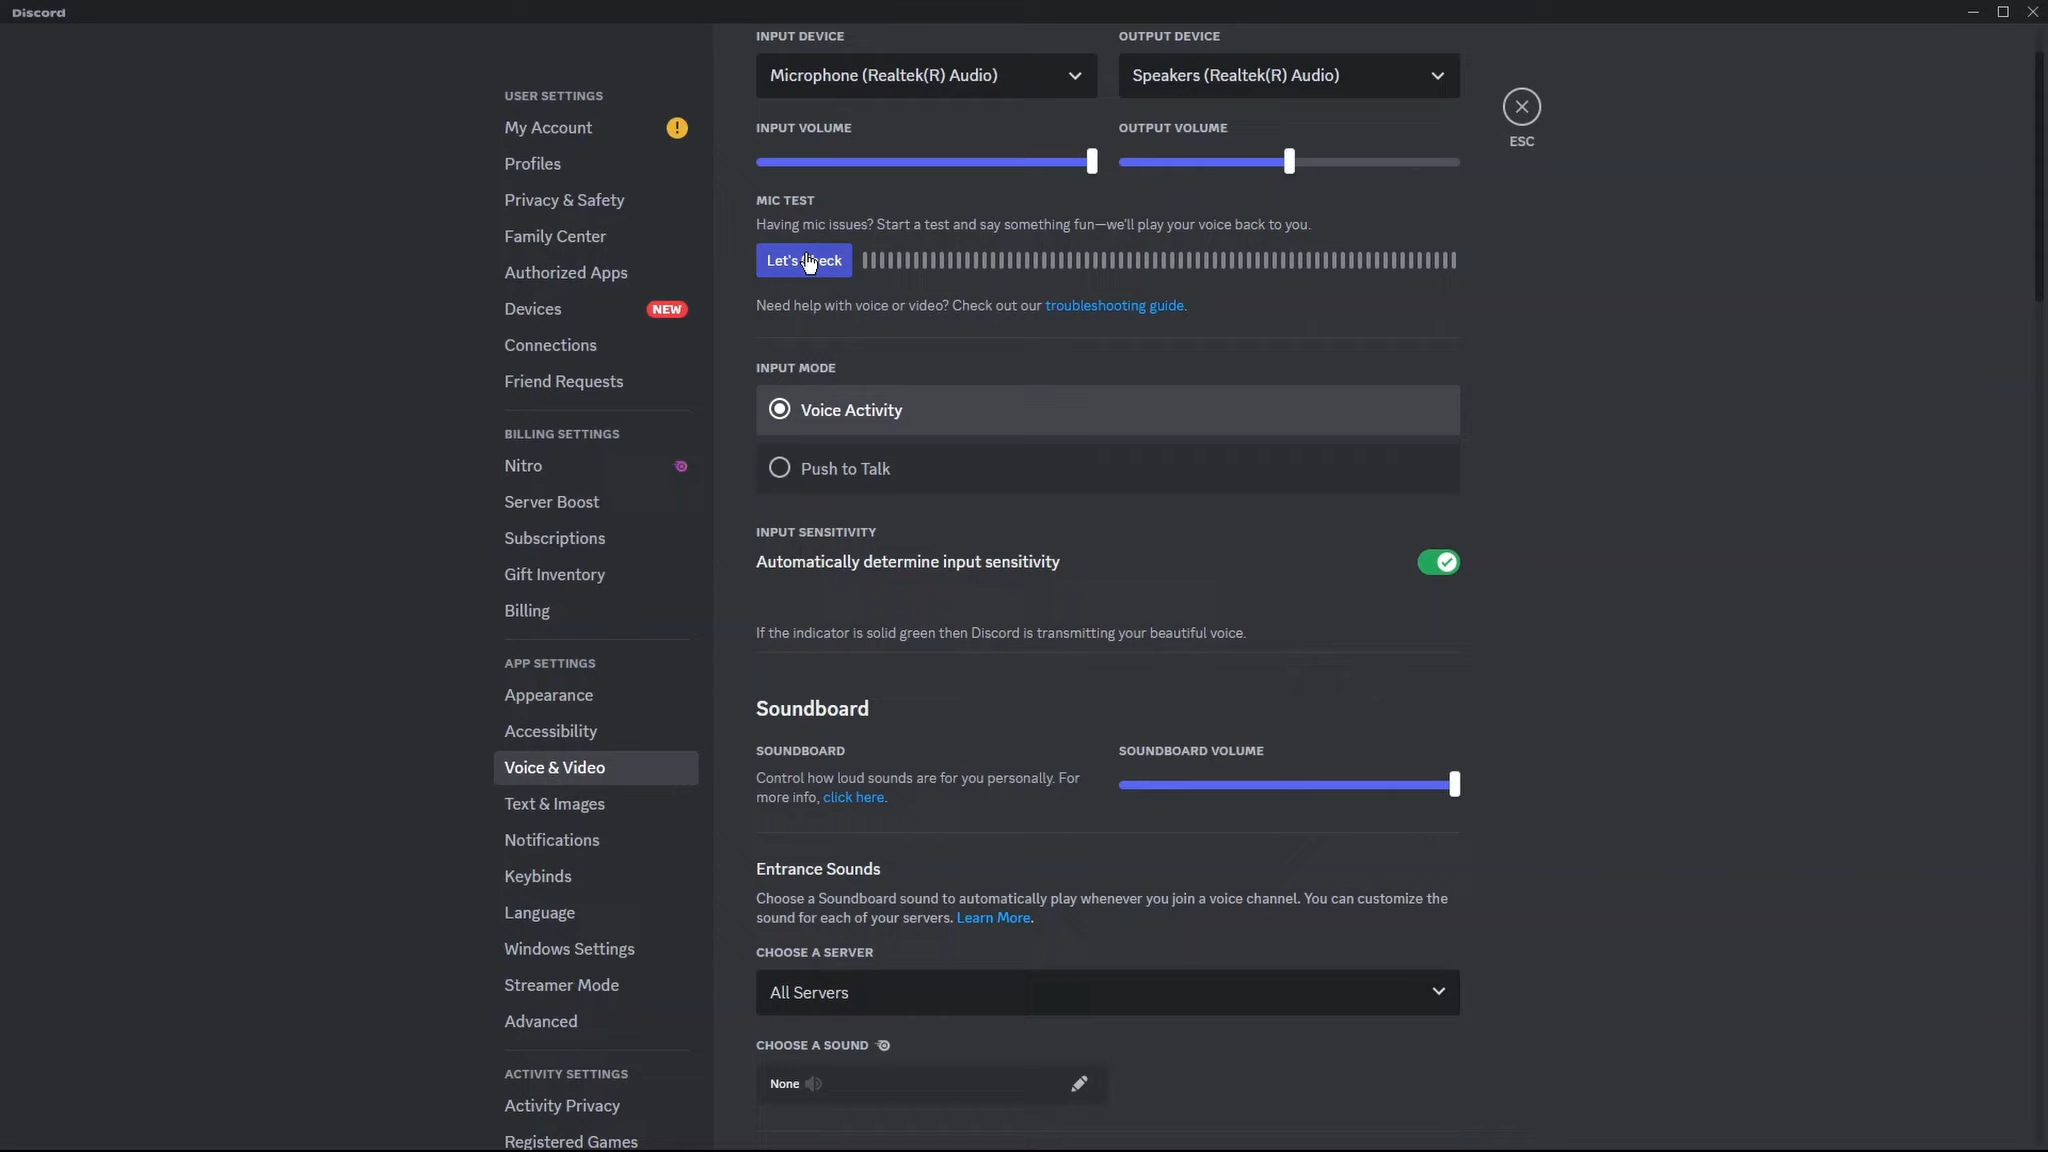 Discord
USER SETTINGS
My Account
!
Profiles
Privacy & Safety
Family Center
Authorized Apps
Devices
NEW
Connections
Friend Requests
BILLING SETTINGS
Nitro
Server Boost
Subscriptions
Gift Inventory
Billing
APP SETTINGS
Appearance
Accessibility
Voice & Video
Text & Images
Notifications
Keybinds
Language
Windows Settings
Streamer Mode
Advanced
ACTIVITY SETTINGS
Activity Privacy
Registered Games
INPUT DEVICE
Microphone (Realtek(R) Audio)
OUTPUT DEVICE
Speakers (Realtek(R) Audio)
INPUT VOLUME
OUTPUT VOLUME
MIC TEST
Having mic issues? Start a test and say something fun—we'll play your voice back to you.
Let's Check
Need help with voice or video? Check out our troubleshooting guide.
INPUT MODE
Voice Activity
Push to Talk
INPUT SENSITIVITY
Automatically determine input sensitivity
If the indicator is solid green then Discord is transmitting your beautiful voice.
Soundboard
SOUNDBOARD
Control how loud sounds are for you personally. For
more info, click here.
SOUNDBOARD VOLUME
Entrance Sounds
Choose a Soundboard sound to automatically play whenever you join a voice channel. You can customize the
sound for each of your servers. Learn More.
CHOOSE A SERVER
All Servers
CHOOSE A SOUND
None
ESC